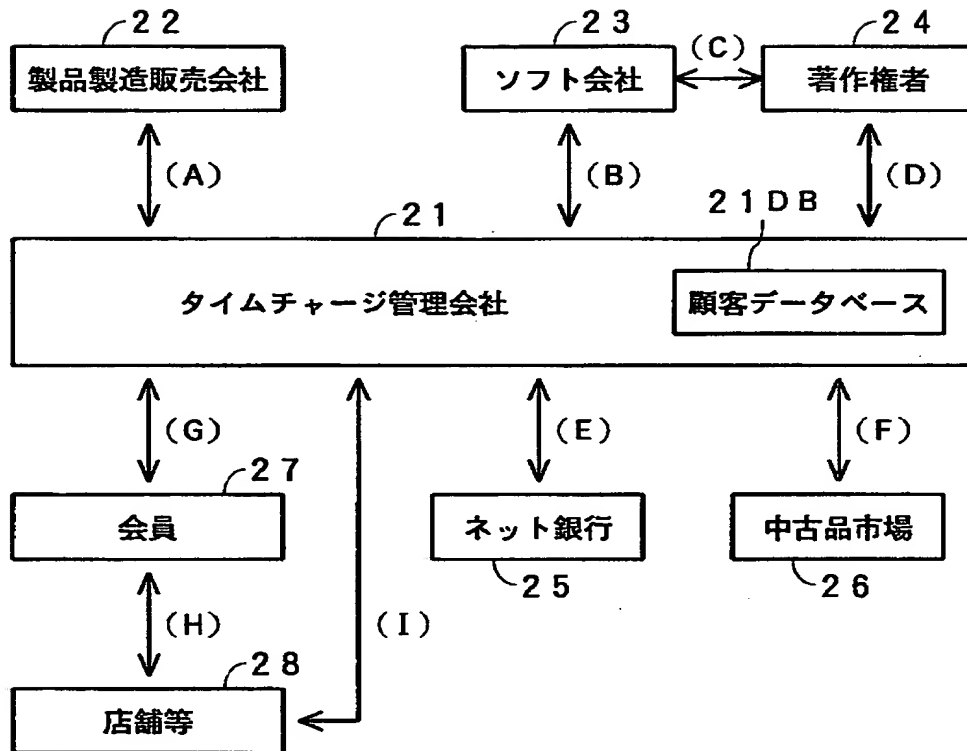 22
23
24
製品製造販売会社
ソフト会社
(C)
著作権者
(A)
(B)
(D)
21
21DB
タイムチャージ管理会社
顧客データベース
(G)
(E)
(F)
27
会員
ネット銀行
中古品市場
25
26
(H)
(I)
28
店舗等